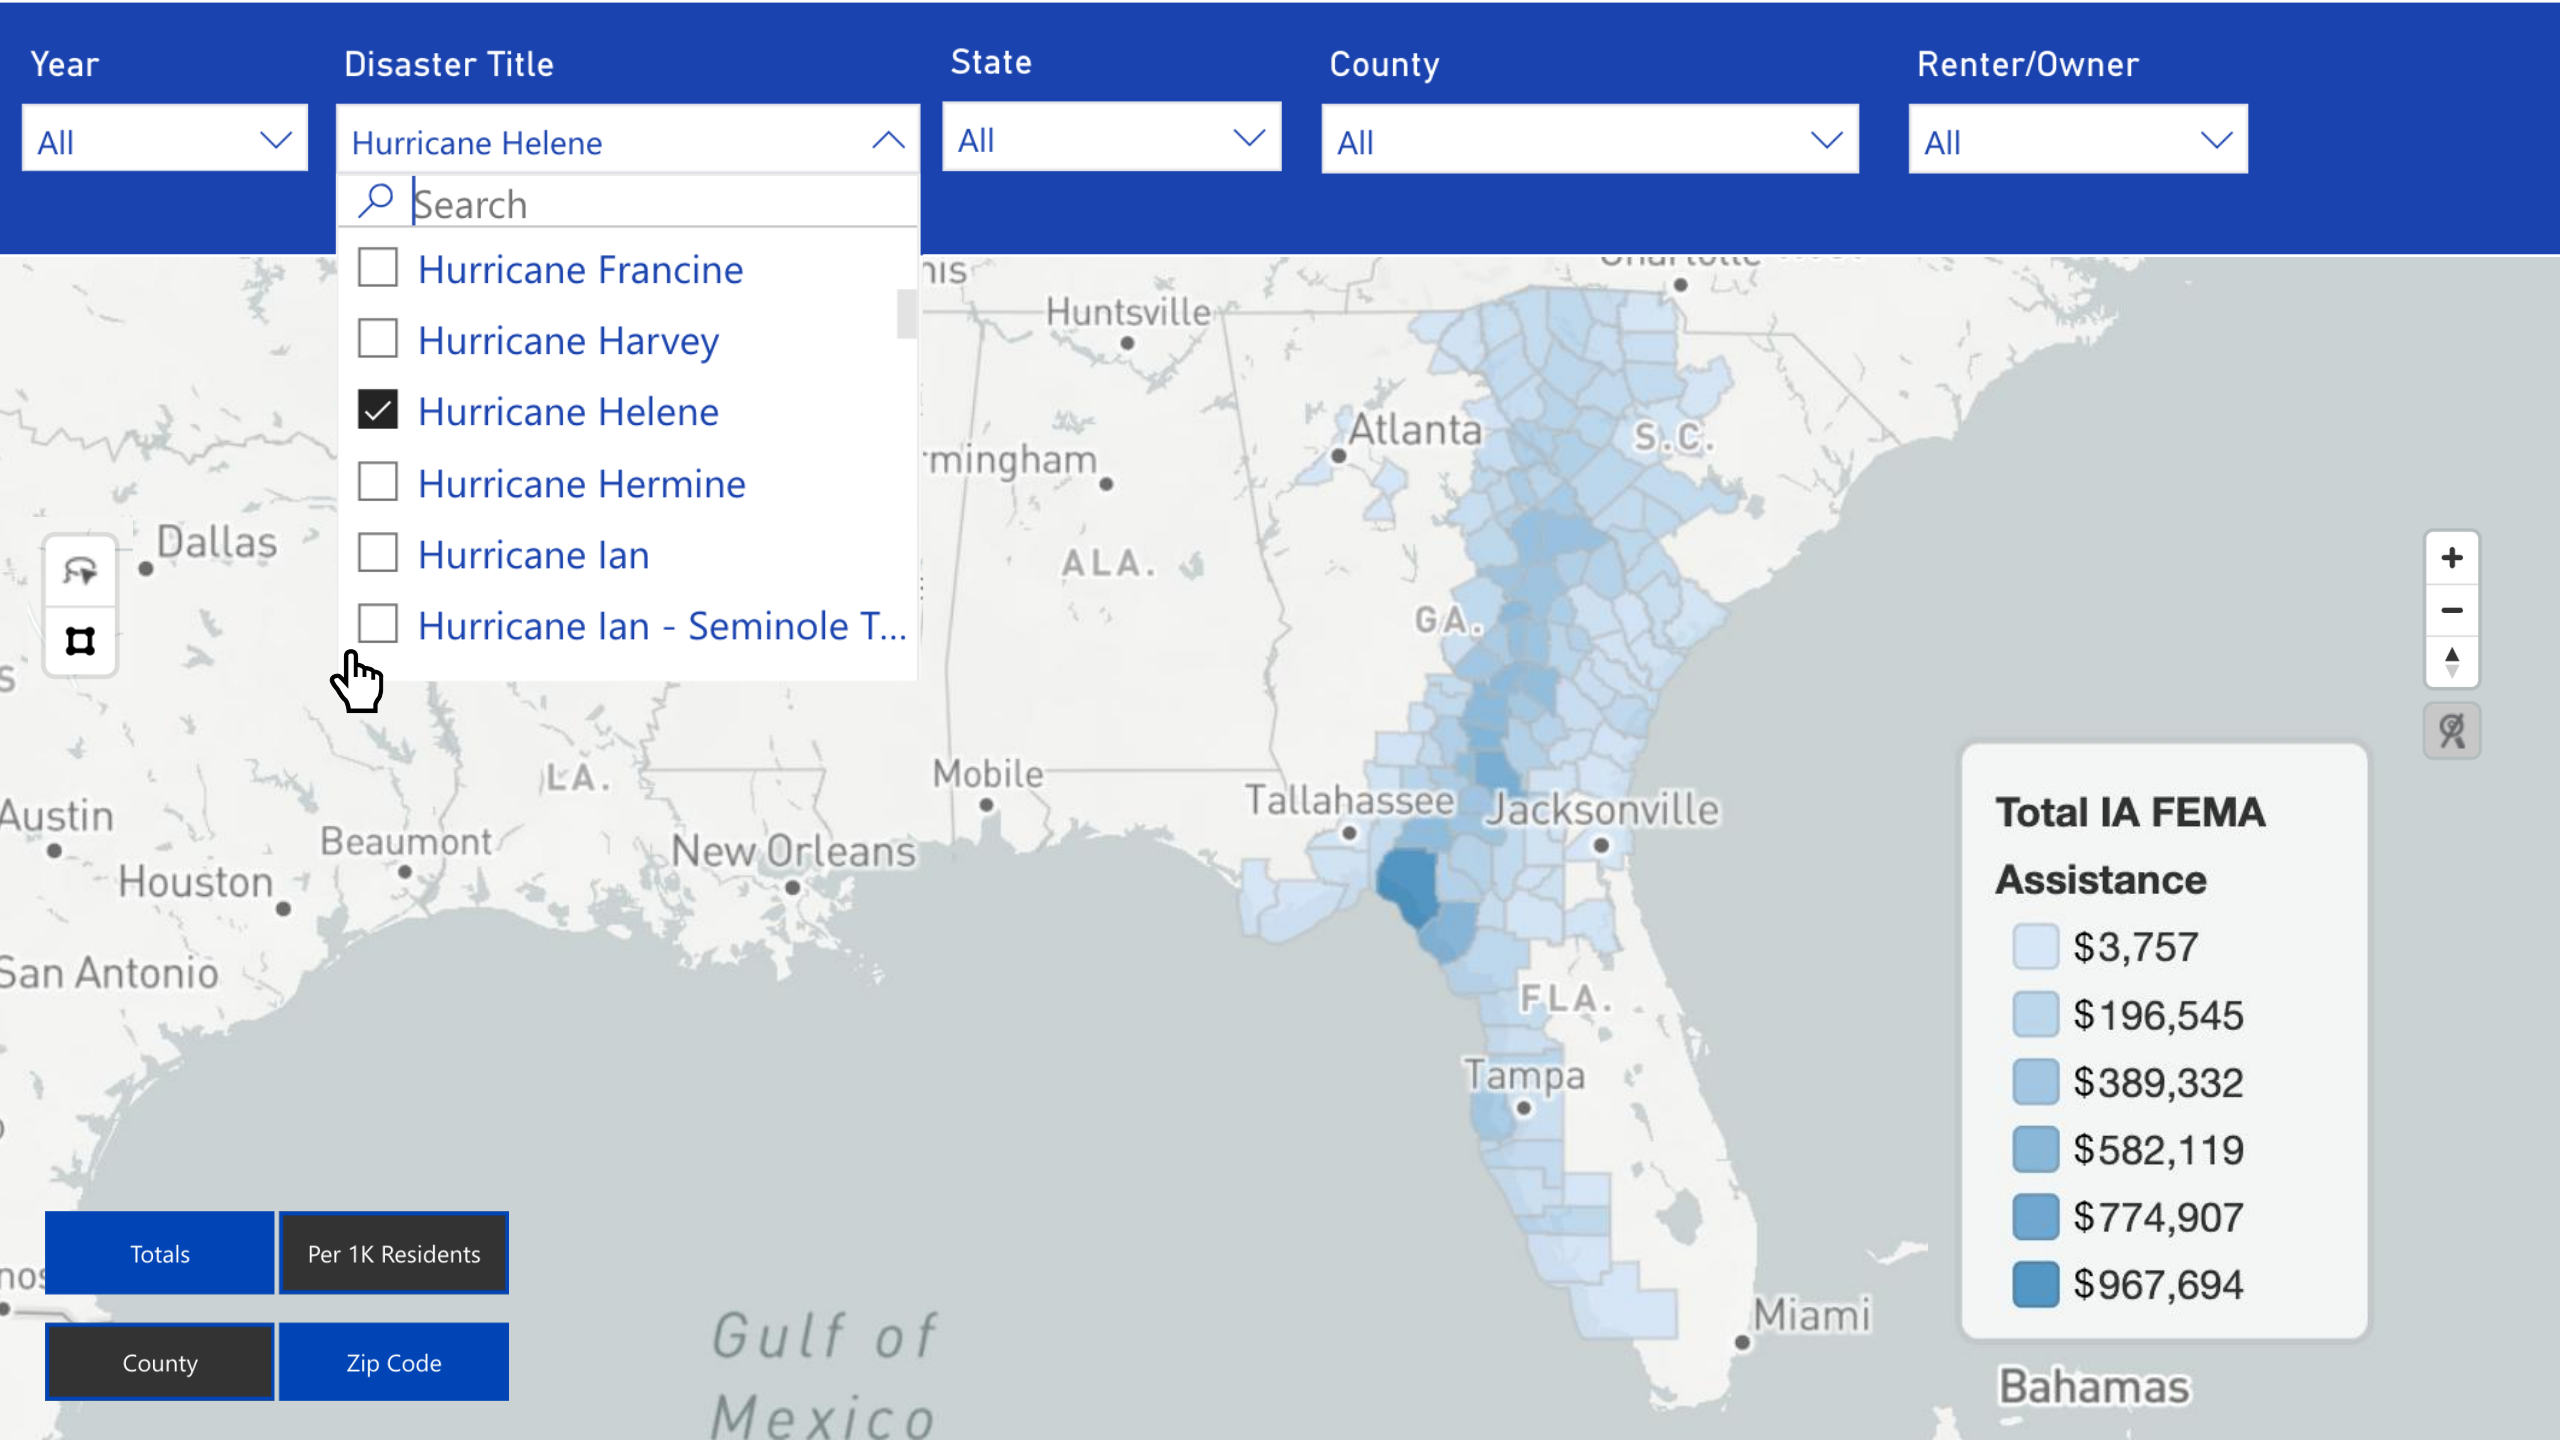 Year
Disaster Title
State
County
Renter/Owner
All
Hurricane Helene
All
All
All
Search
Hurricane Francine
Hurricane Harvey
Hurricane Helene
Hurricane Hermine
Hurricane Ian
Hurricane Ian - Seminole T...
Huntsville
Atlanta
S.C.
mingham
Dallas
ALA.
GA.
LA.
Mobile
Tallahassee
Jacksonville
Austin
Beaumont
New Orleans
Houston
San Antonio
FLA.
Tampa
Miami
Bahamas
Gulf of
Mexico
Total IA FEMA
Assistance
$3,757
$196,545
$389,332
$582,119
$774,907
$967,694
Totals
Per 1K Residents
County
Zip Code